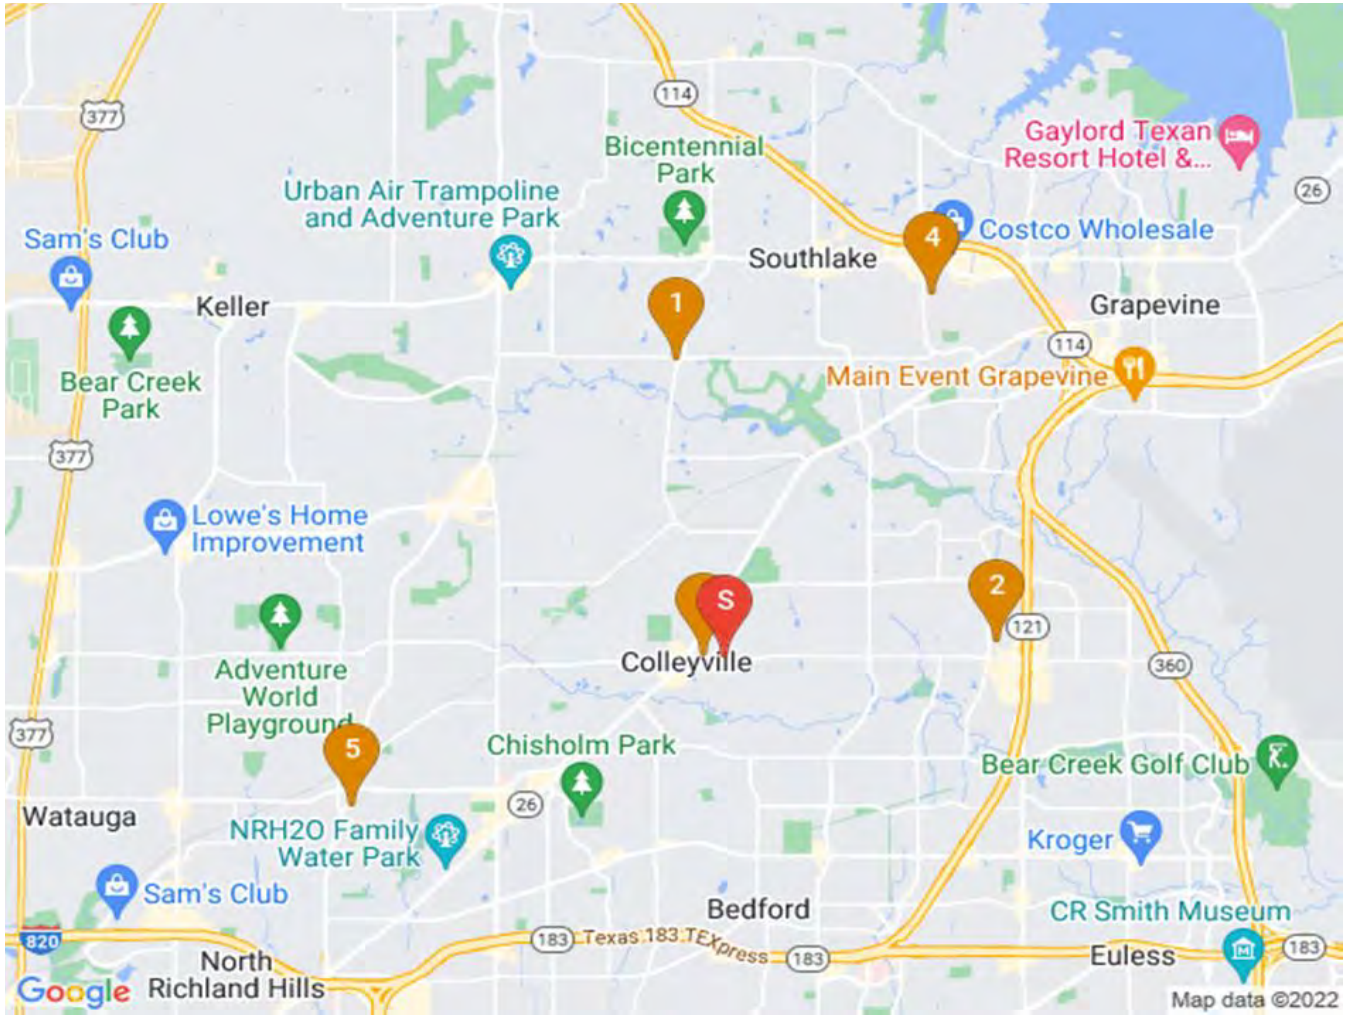 114
377
Bicentennial
Park
Gaylord Texan
Resort Hotel &...
26
Urban Air Trampoline
and Adventure Park
Sam's Club
4
Costco Wholesale
Southlake
Keller
1
Grapevine
114
Bear Creek
Park
Main Event Grapevine
377
Lowe's Home
Improvement
S
2
121
Adventure
World
Playground
Colleyville
360
377
5
Chisholm Park
Bear Creek Golf Club
26
Watauga
NRH2O Family
Water Park
Kroger
Sam's Club
Bedford
CR Smith Museum
820
183
Texas 183 TEXpress
183
Euless
183
North
Richland Hills
Google
Map data ©2022